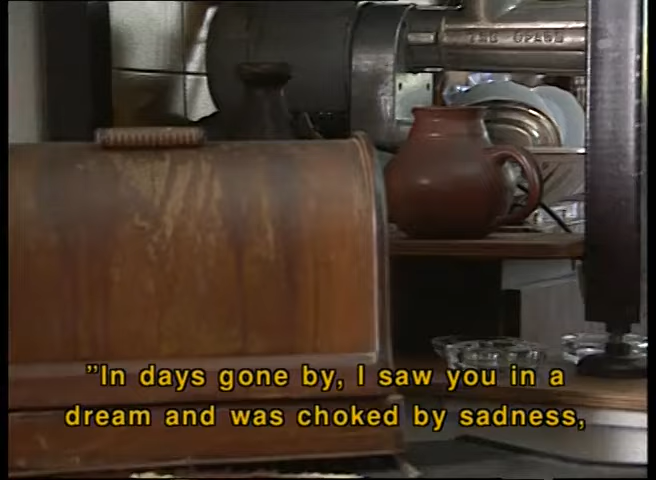 ”In days gone by, I saw you in a
dream and was choked by sadness,